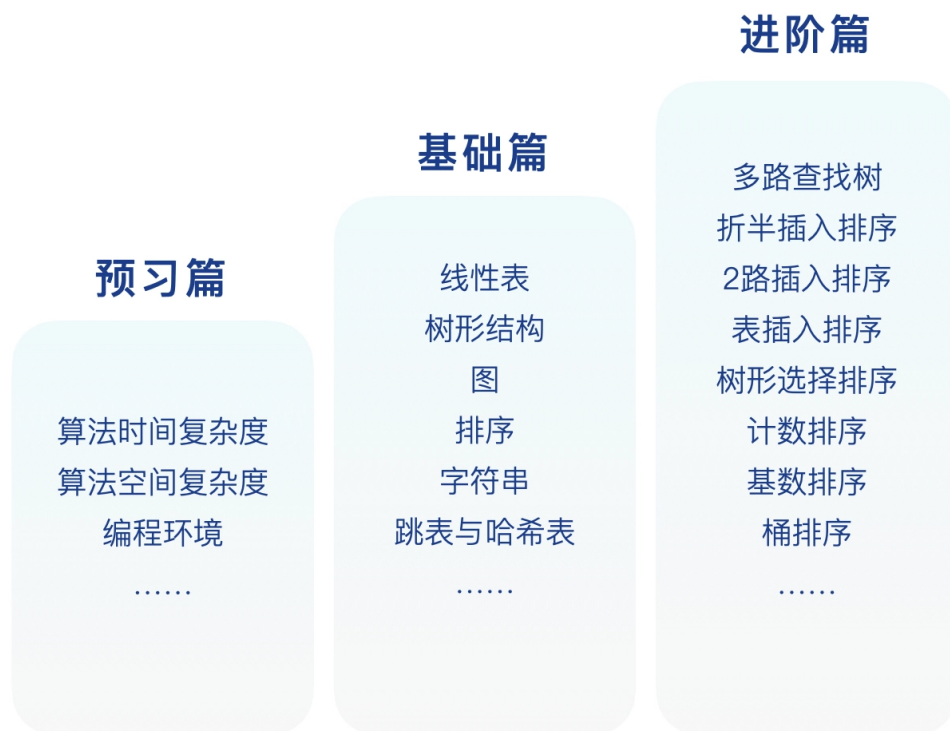 预习篇
算法时间复杂度
算法空间复杂度
编程环境
……
基础篇
线性表
树形结构
图
排序
字符串
跳表与哈希表
……
进阶篇
多路查找树
折半插入排序
2路插入排序
表插入排序
树形选择排序
计数排序
基数排序
桶排序
……